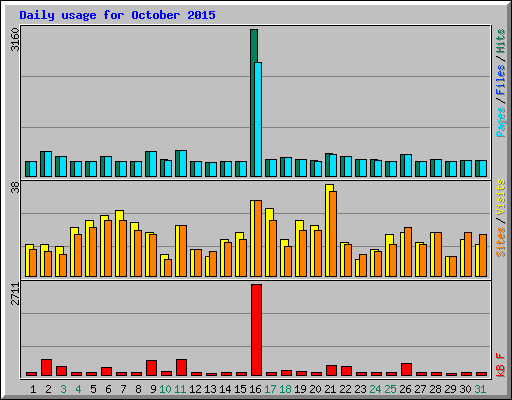 Daily usage for October 2015
3160
Pages / Files / Hits
38
Sites / Visits
2711
kB F
1 2 3 4 5 6 7 8 9 10 11 12 13 14 15 16 17 18 19 20 21 22 23 24 25 26 27 28 29 30 31